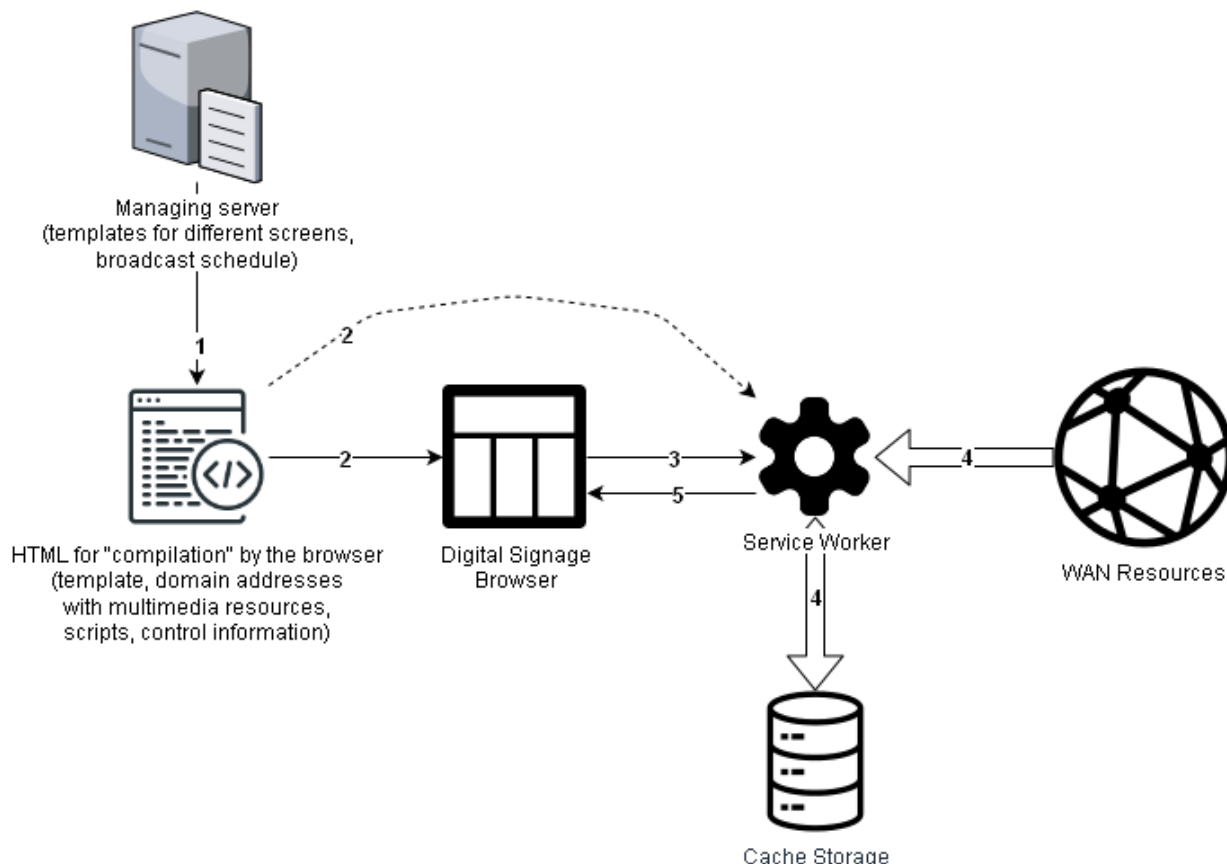 Managing server
(templates for different screens,
broadcast schedule)
1
2
2
3
4
5
</>
HTML for "compilation" by the browser
(template, domain addresses
with multimedia resources,
scripts, control information)
Digital Signage
Browser
Service Worker
WAN Resources
4
Cache Storage